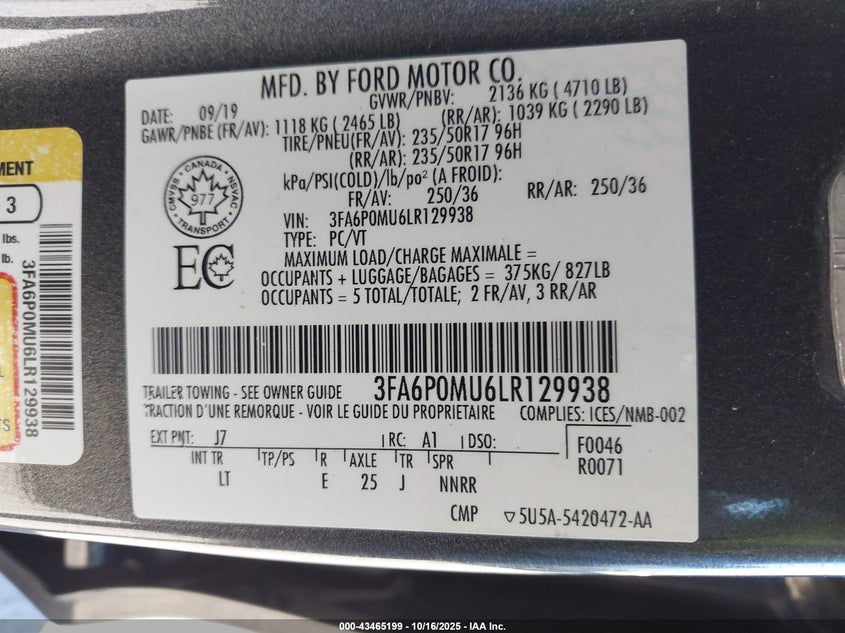 MFD. BY FORD MOTOR CO.
DATE: 09/19 GVWR/PNBV: 2136 KG ( 4710 LB)
GAWR/PNBE (FR/AV): 1118 KG ( 2465 LB) (RR/AR): 1039 KG ( 2290 LB)
TIRE/PNEU(FR/AV): 235/50R17 96H
(RR/AR): 235/50R17 96H
kPa/PSI(COLD)/lb/po² (A FROID):
FR/AV: 250/36 RR/AR: 250/36
VIN: 3FA6P0MU6LR129938
TYPE: PC/VT
MAXIMUM LOAD/CHARGE MAXIMALE =
OCCUPANTS + LUGGAGE/BAGAGES = 375KG/ 827LB
OCCUPANTS = 5 TOTAL/TOTALE; 2 FR/AV, 3 RR/AR
CANADA
CMVSS NSVAC
977
TRANSPORT
EC
TRAILER TOWING - SEE OWNER GUIDE 3FA6P0MU6LR129938
TRACTION D'UNE REMORQUE - VOIR LE GUIDE DU PROPRIETAIRE COMPLIES: ICES/NMB-002
EXT PNT: J7 RC: A1 DSO: F0046
INT TR TP/PS R AXLE TR SPR R0071
LT E 25 J NNRR
CMP ▽5U5A-5420472-AA
MENT
3
lbs.
lb.
3FA6P0MU6LR129938
L
TS
000-43465199 - 10/16/2025 - IAA Inc.